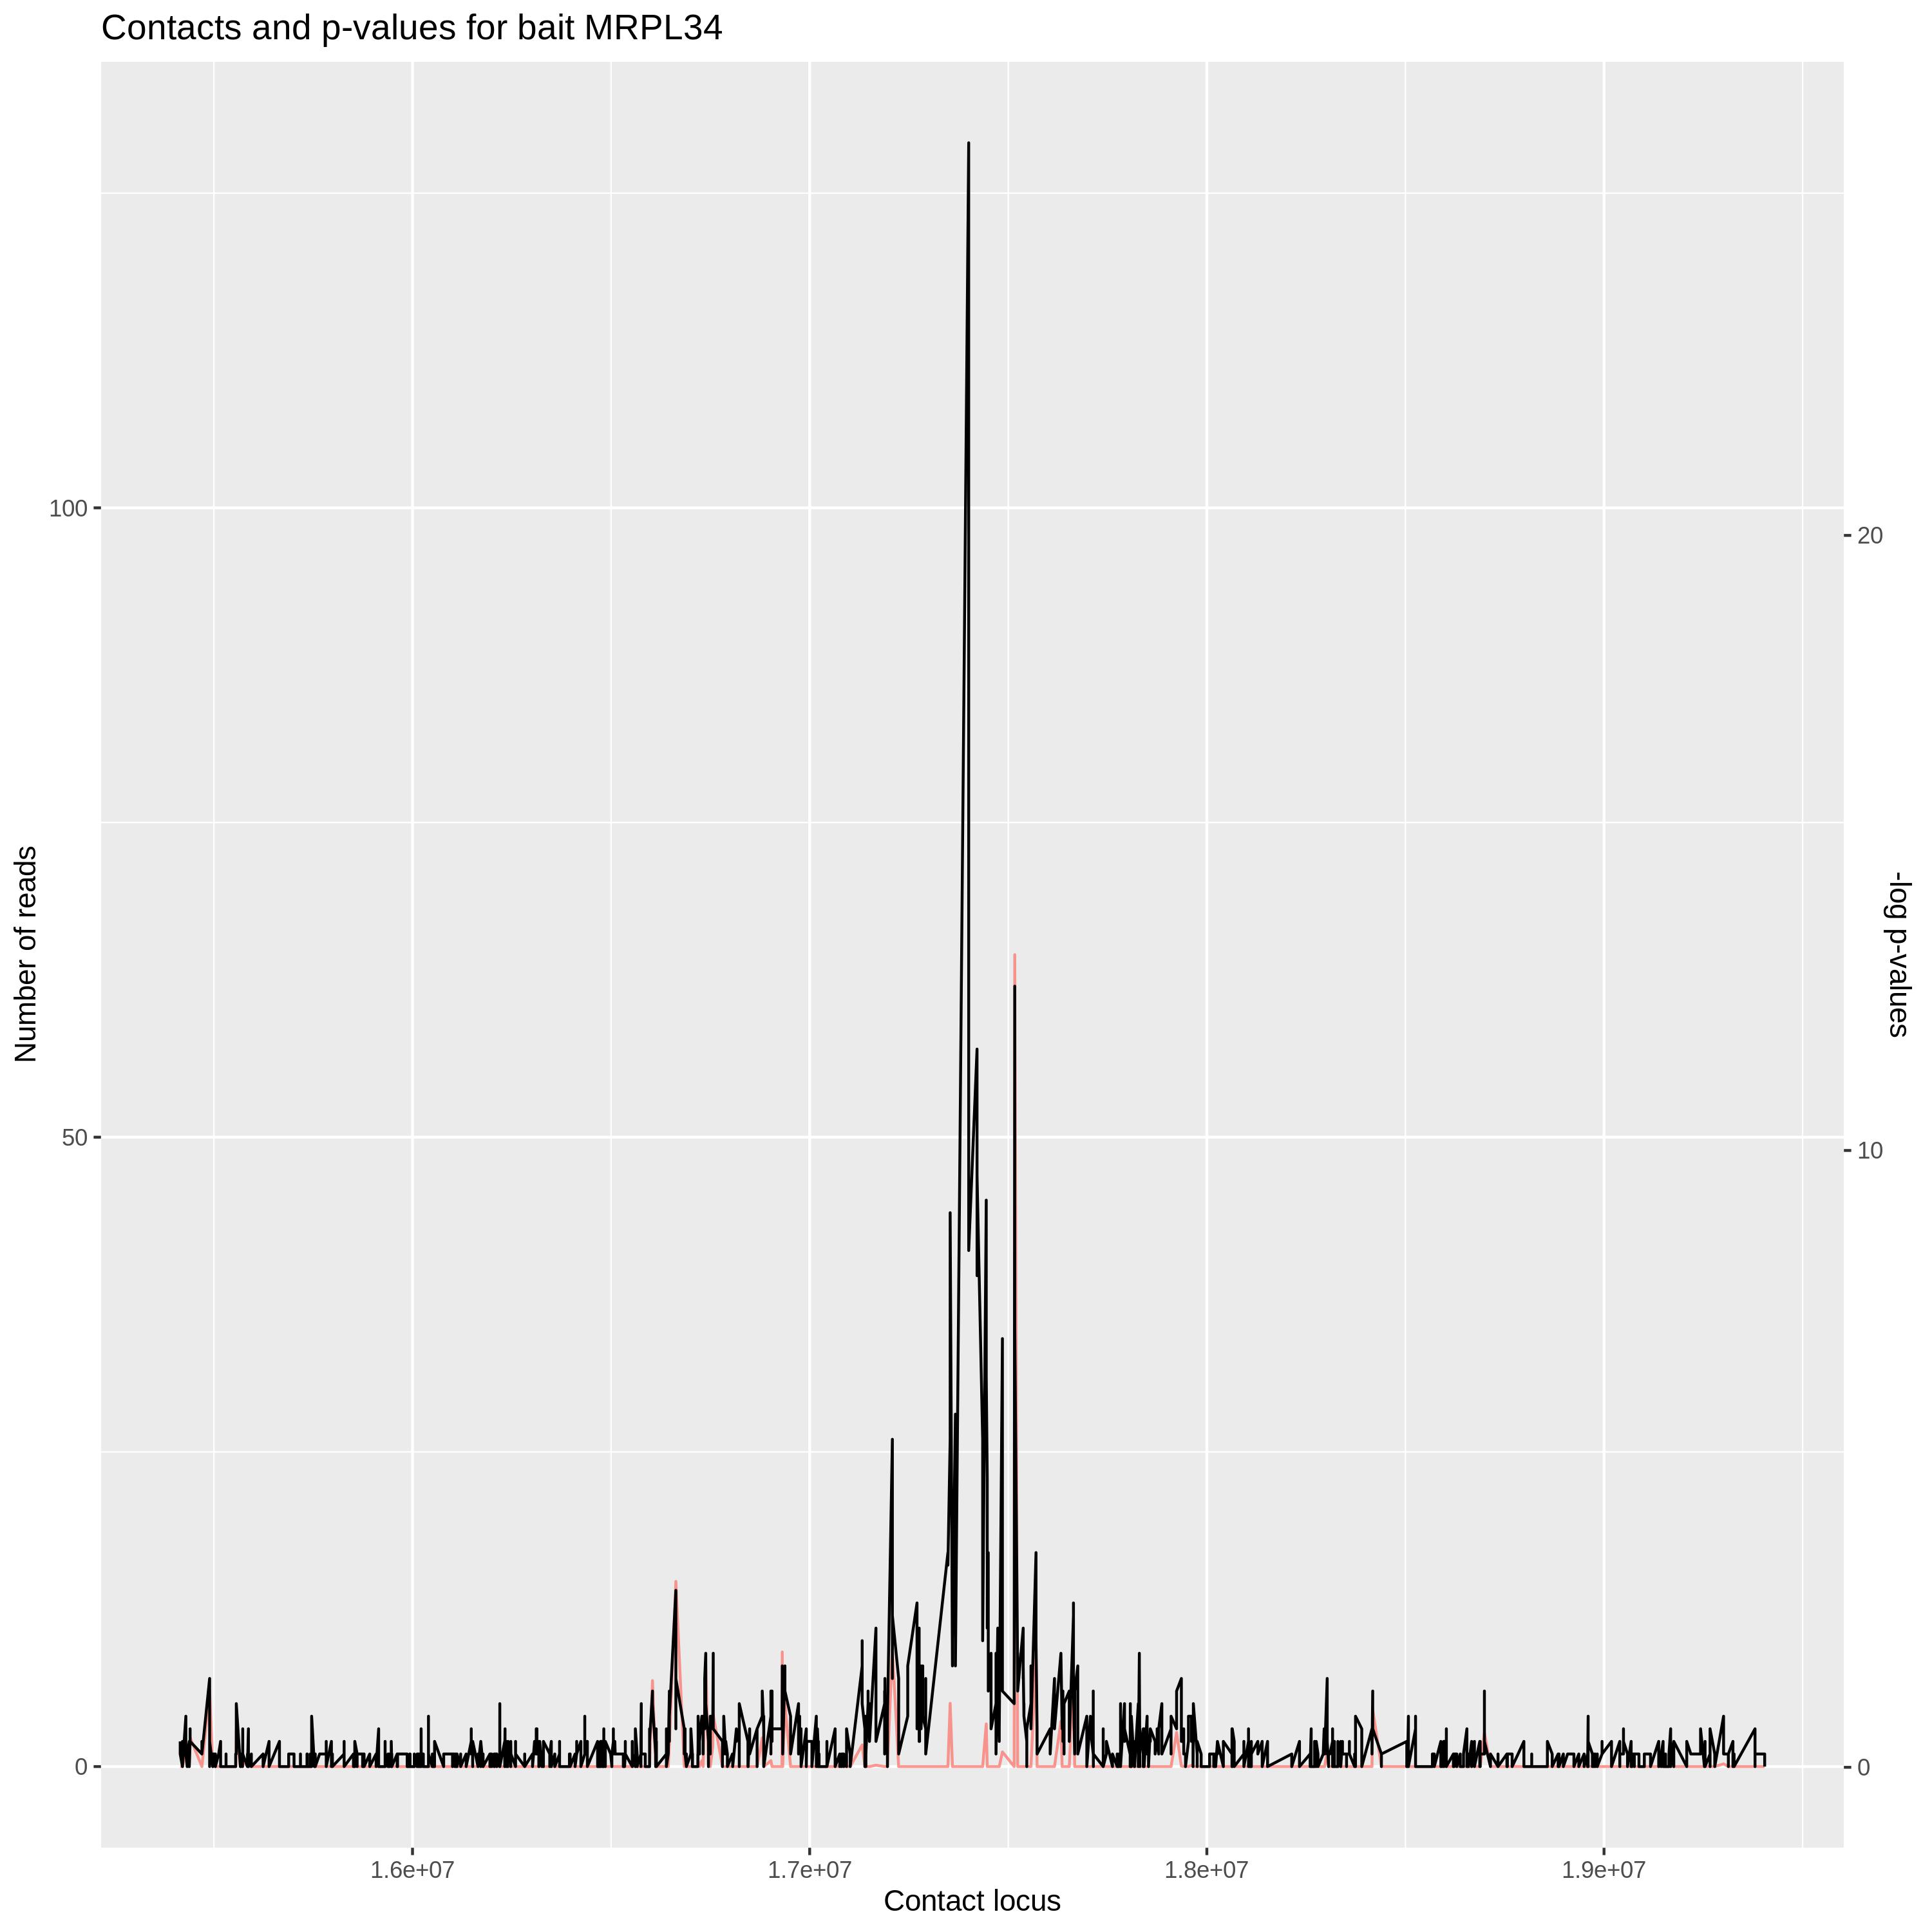 Contacts and p-values for bait MRPL34
Number of reads
100
50
0
20
10
0
-log p-values
1.6e+07
1.7e+07
1.8e+07
1.9e+07
Contact locus